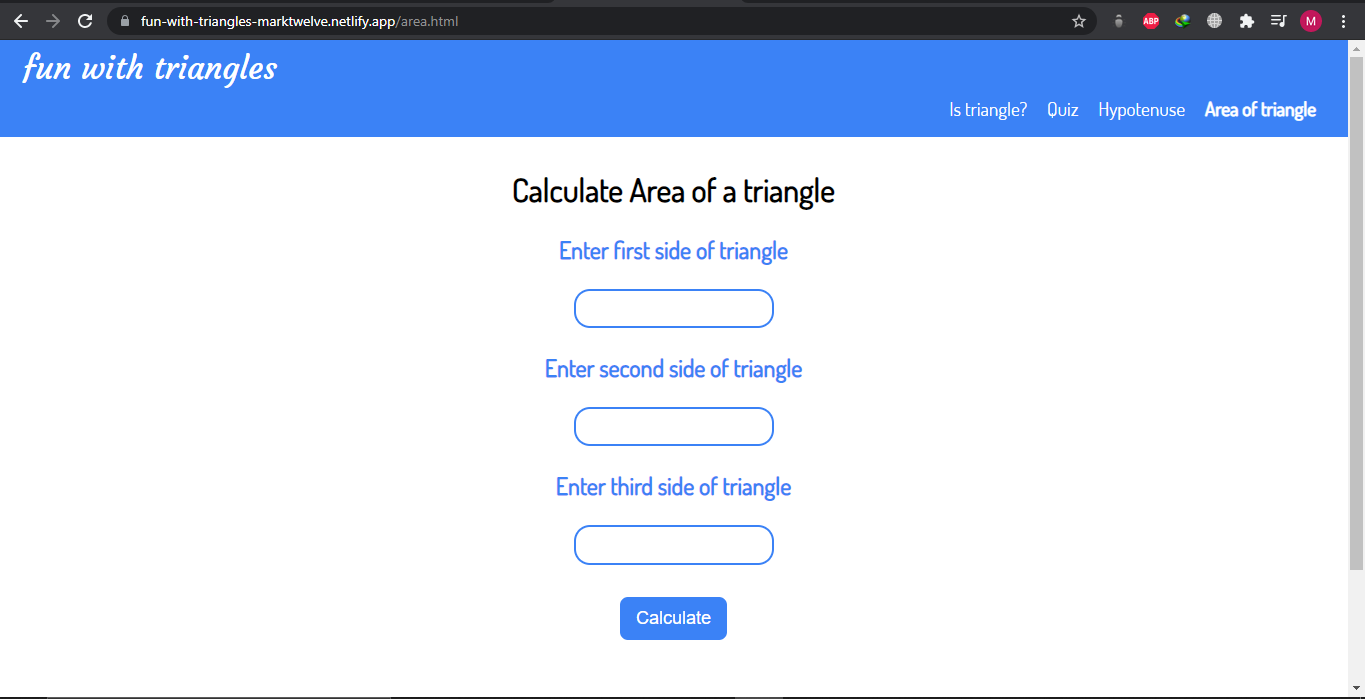 fun-with-triangles-marktwelve.netlify.app/area.html
ABP
M
fun with triangles
Is triangle? Quiz Hypotenuse Area of triangle
Calculate Area of a triangle
Enter first side of triangle
Enter second side of triangle
Enter third side of triangle
Calculate